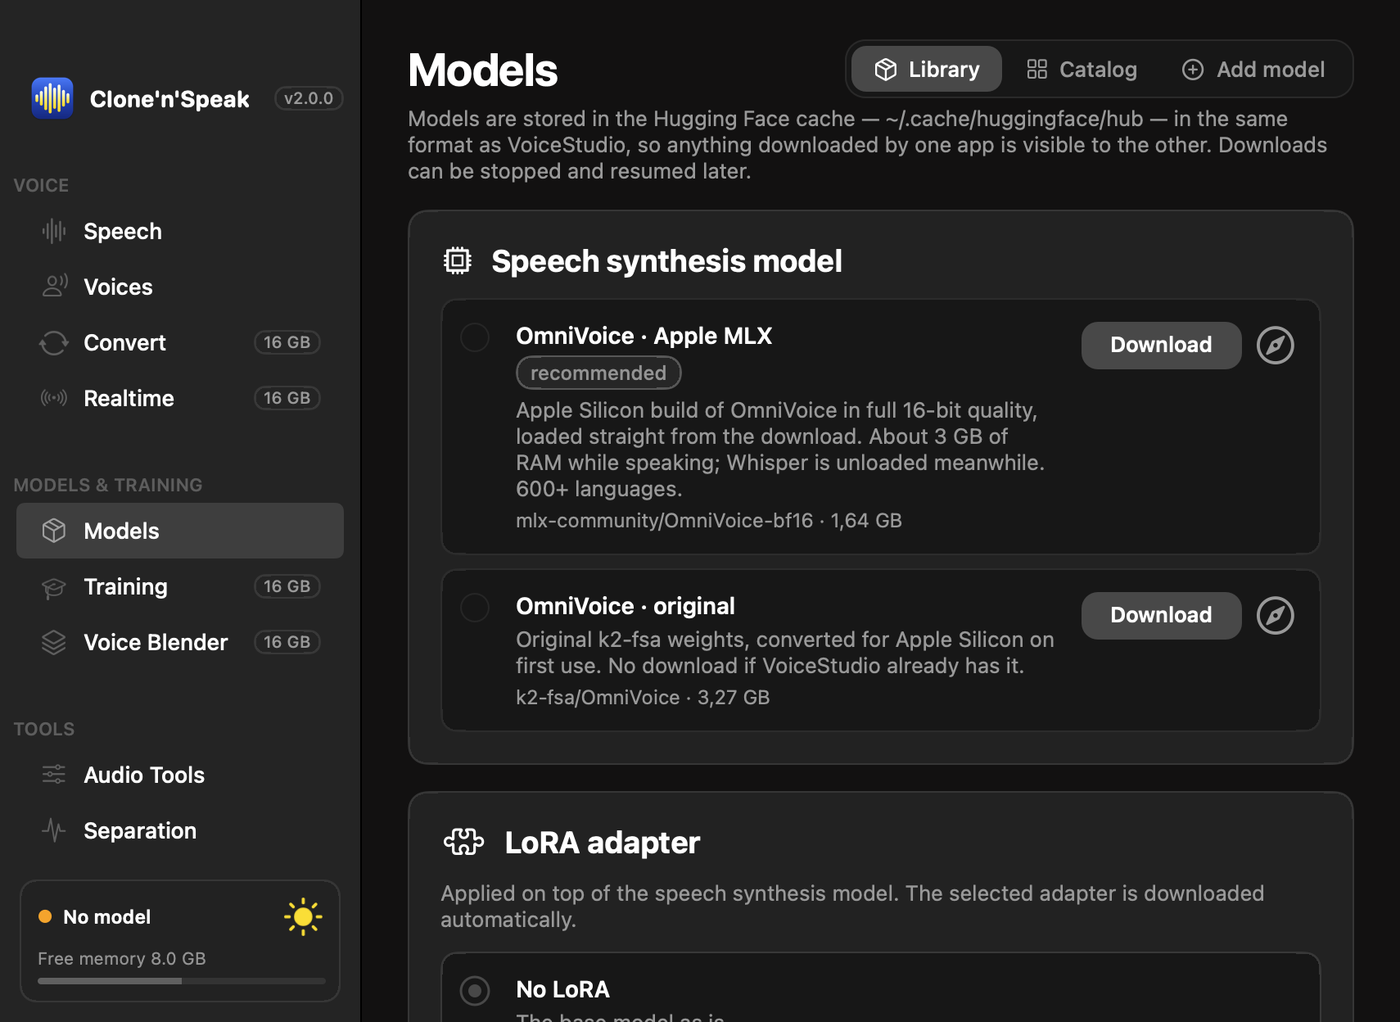 Clone'n'Speak
v2.0.0
VOICE
Speech
Voices
Convert
16 GB
Realtime
16 GB
MODELS & TRAINING
Models
Training
16 GB
Voice Blender
16 GB
TOOLS
Audio Tools
Separation
No model
Free memory 8.0 GB
Models
Library
Catalog
Add model
Models are stored in the Hugging Face cache — ~/.cache/huggingface/hub — in the same
format as VoiceStudio, so anything downloaded by one app is visible to the other. Downloads
can be stopped and resumed later.
Speech synthesis model
OmniVoice · Apple MLX
recommended
Download
Apple Silicon build of OmniVoice in full 16-bit quality,
loaded straight from the download. About 3 GB of
RAM while speaking; Whisper is unloaded meanwhile.
600+ languages.
mlx-community/OmniVoice-bf16 · 1,64 GB
OmniVoice · original
Download
Original k2-fsa weights, converted for Apple Silicon on
first use. No download if VoiceStudio already has it.
k2-fsa/OmniVoice · 3,27 GB
LoRA adapter
Applied on top of the speech synthesis model. The selected adapter is downloaded
automatically.
No LoRA
The base model as is